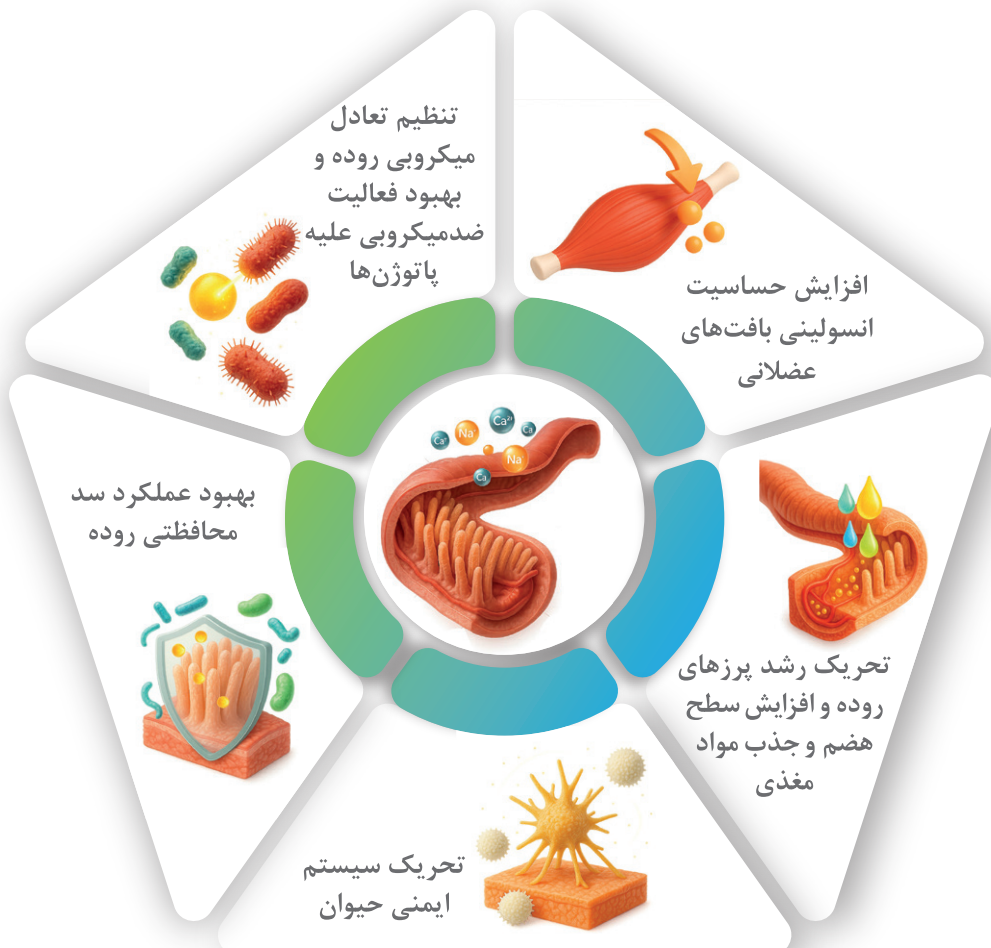 تنظیم تعادل
میکروبی روده و
بهبود فعالیت
ضدمیکروبی علیه
پاتوژن‌ها
افزایش حساسیت
انسولینی بافت‌های
عضلانی
بهبود عملکرد سد
محافظتی روده
تحریک رشد پرزهای
روده و افزایش سطح
هضم و جذب مواد
مغذی
تحریک سیستم
ایمنی حیوان